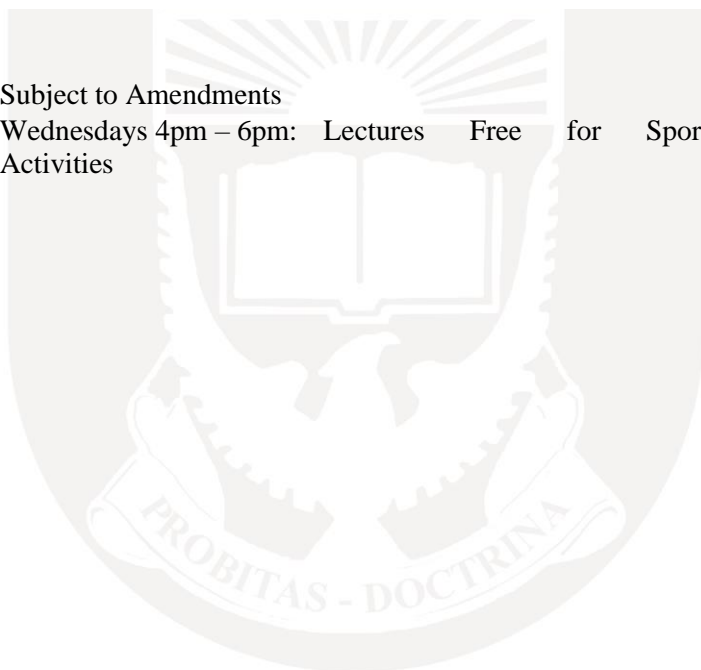 Subject to Amendments
Wednesdays 4pm – 6pm: Lectures Free for Spor
Activities
PROBITAS - DOCTRINA